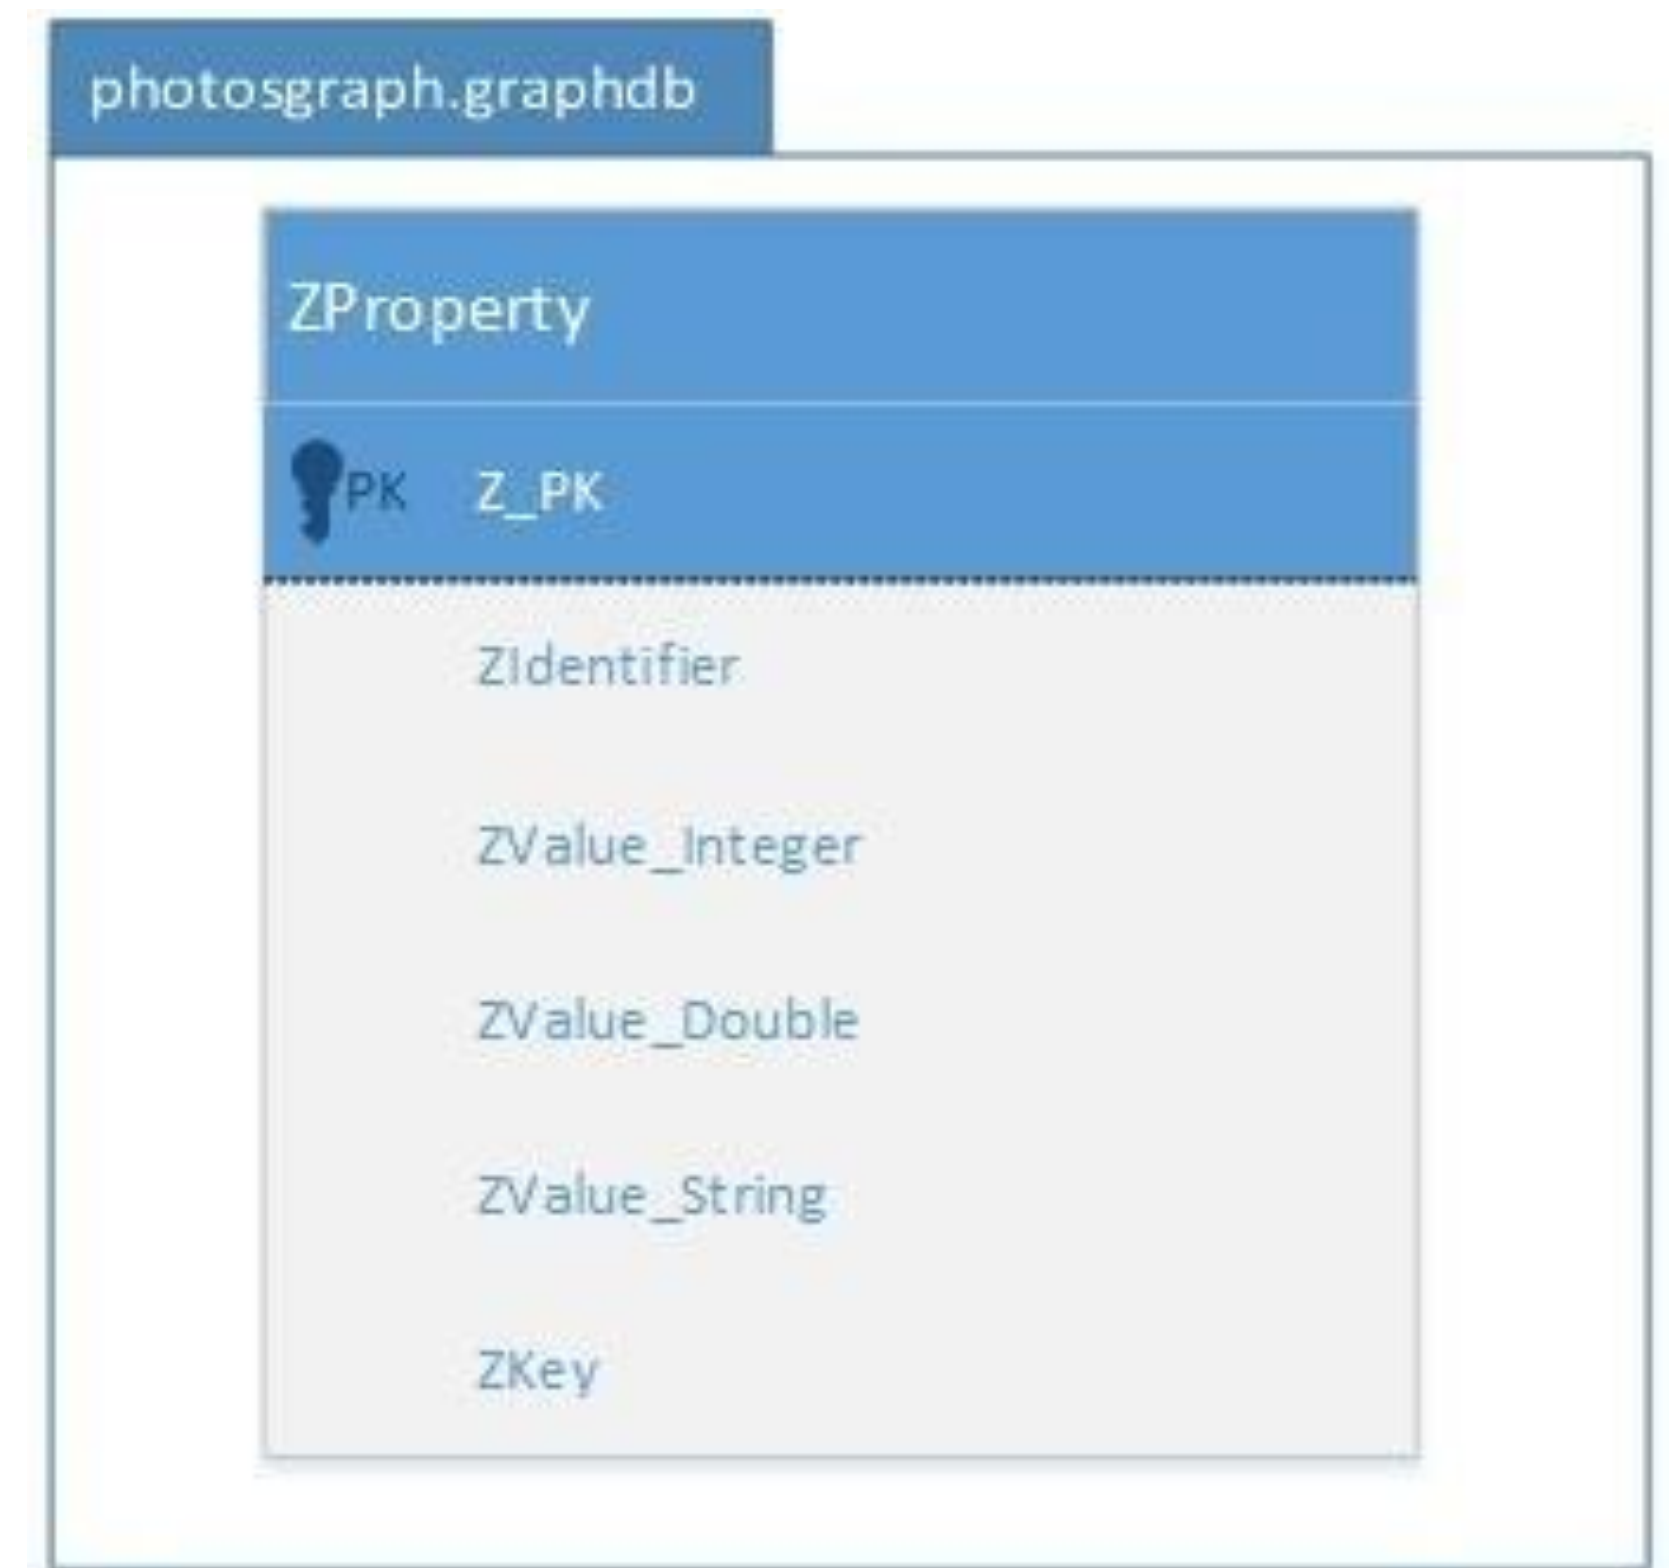 photosgraph.graphdb
ZProperty
PK Z_PK
ZIdentifier
ZValue_Integer
ZValue_Double
ZValue_String
ZKey